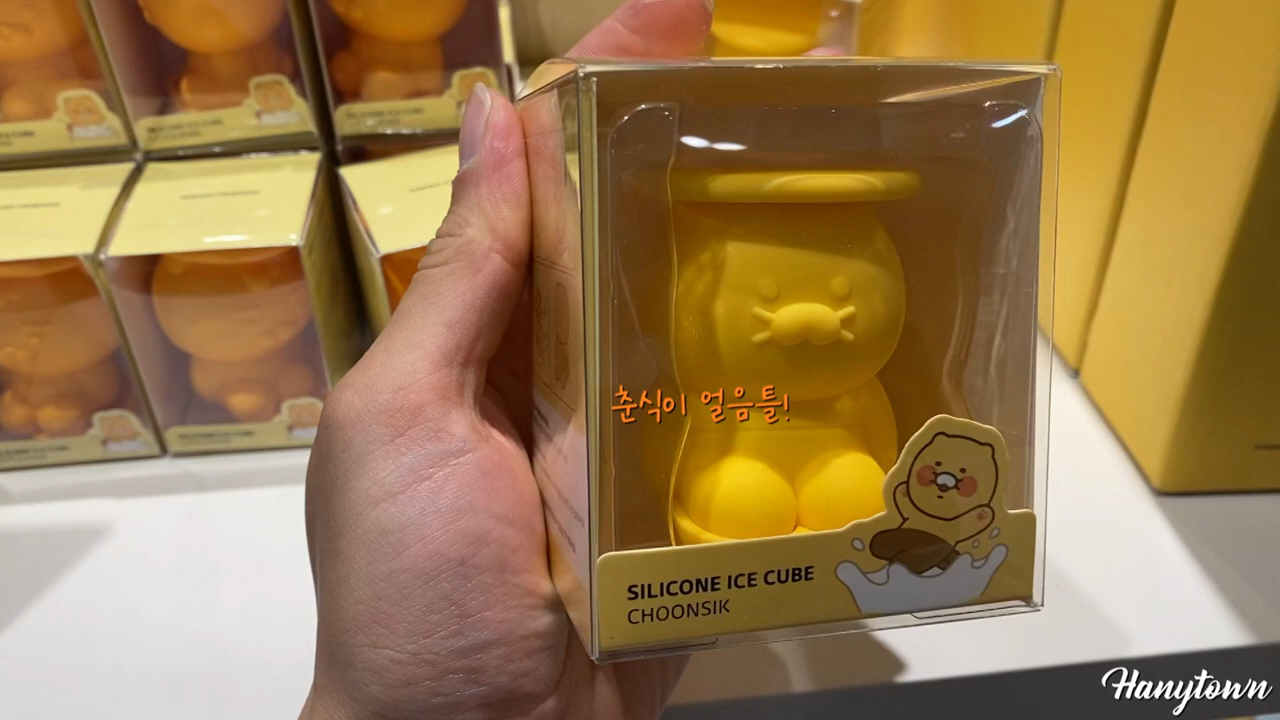 춘식이 얼음틀!
SILICONE ICE CUBE
CHOONSIK
Hanytown